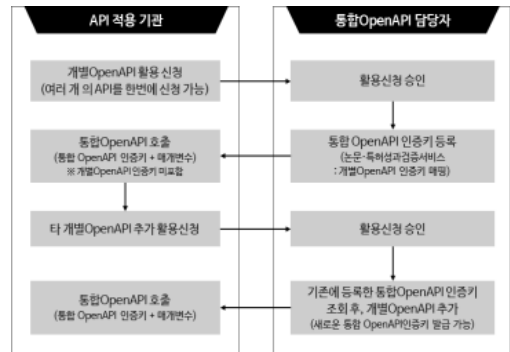 API 적용 기관
통합OpenAPI 담당자
개별OpenAPI 활용 신청
(여러 개 의 API를 한번에 신청 가능)
활용신청 승인
통합OpenAPI 호출
(통합 OpenAPI 인증키 + 매개변수)
※ 개별OpenAPI 인증키 미포함
통합 OpenAPI 인증키 등록
(논문·특허성과검증서비스
: 개별OpenAPI 인증키 매핑)
타 개별OpenAPI 추가 활용신청
활용신청 승인
통합OpenAPI 호출
(통합 OpenAPI 인증키 + 매개변수)
기존에 등록한 통합OpenAPI 인증키
조회 후, 개별OpenAPI 추가
(새로운 통합 OpenAPI인증키 발급 가능)